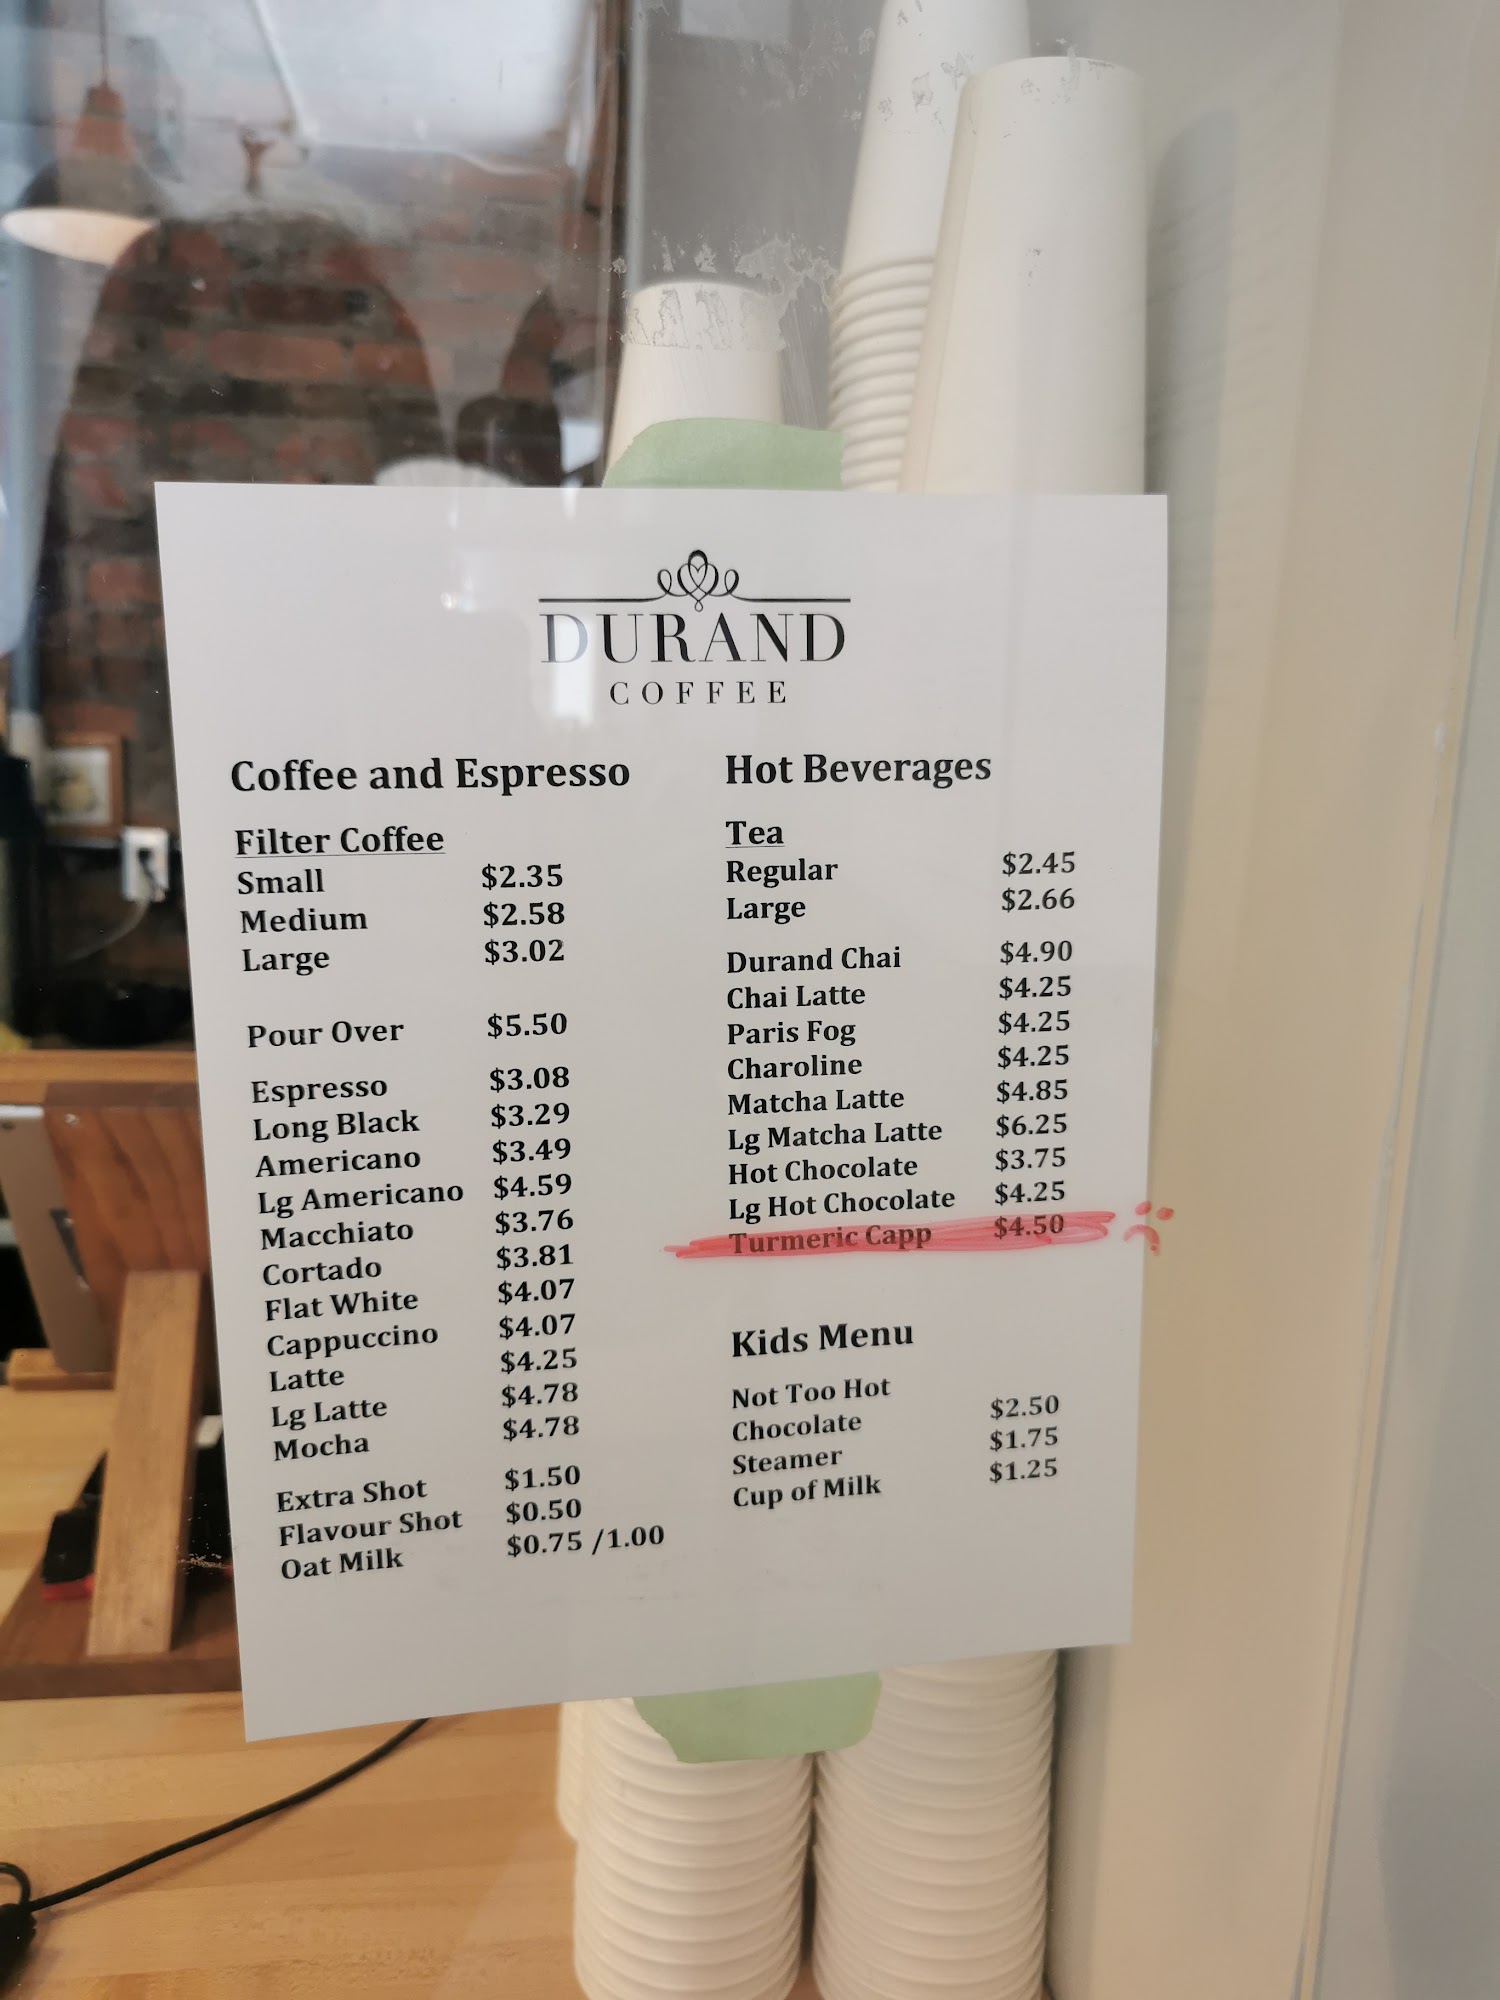 DURAND
COFFEE
Coffee and Espresso
Filter Coffee
Small $2.35
Medium $2.58
Large $3.02
Pour Over $5.50
Espresso $3.08
Long Black $3.29
Americano $3.49
Lg Americano $4.59
Macchiato $3.76
Cortado $3.81
Flat White $4.07
Cappuccino $4.07
Latte $4.25
Lg Latte $4.78
Mocha $4.78
Extra Shot $1.50
Flavour Shot $0.50
Oat Milk $0.75 /1.00
Hot Beverages
Tea
Regular $2.45
Large $2.66
Durand Chai $4.90
Chai Latte $4.25
Paris Fog $4.25
Charoline $4.25
Matcha Latte $4.85
Lg Matcha Latte $6.25
Hot Chocolate $3.75
Lg Hot Chocolate $4.25
Turmeric Capp $4.50
Kids Menu
Not Too Hot
Chocolate $2.50
Steamer $1.75
Cup of Milk $1.25